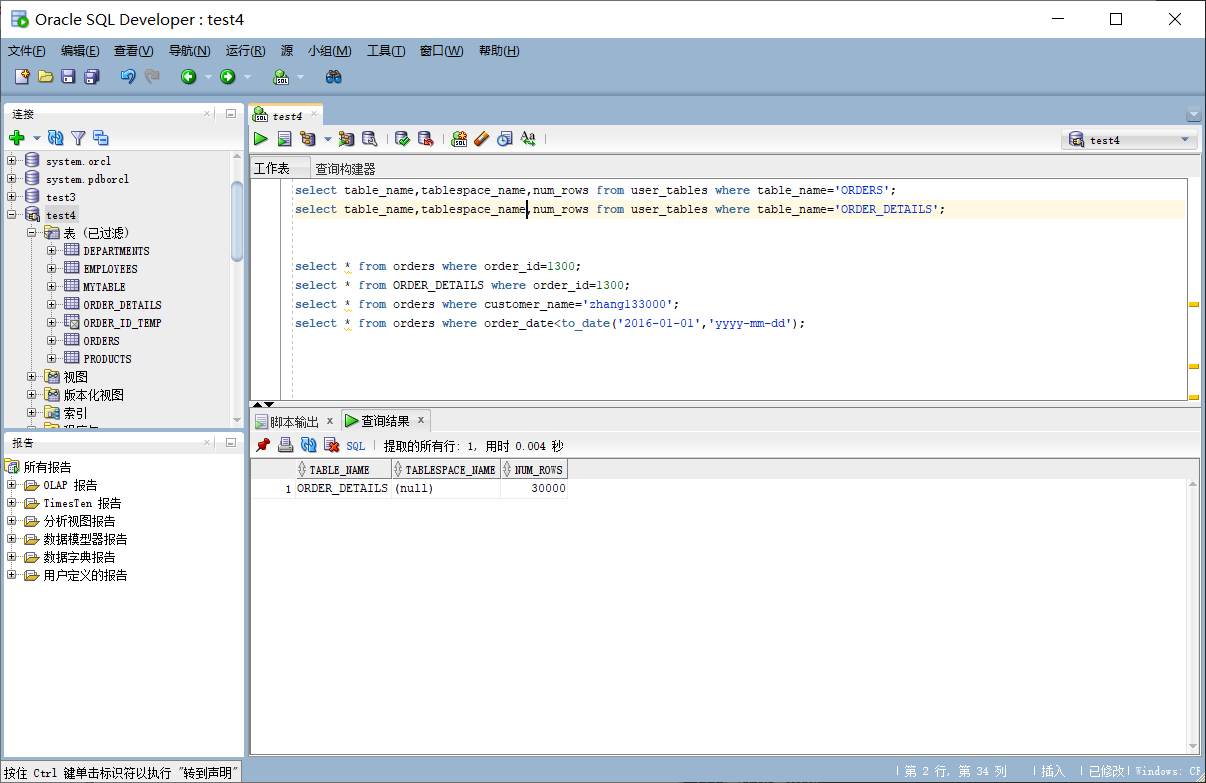 Oracle SQL Developer : test4
文件(F) 编辑(E) 查看(V) 导航(N) 运行(R) 源 小组(M) 工具(T) 窗口(W) 帮助(H)
连接
system.orcl
system.pdborcl
test3
test4
表 (已过滤)
DEPARTMENTS
EMPLOYEES
MYTABLE
ORDER_DETAILS
ORDER_ID_TEMP
ORDERS
PRODUCTS
视图
版本化视图
索引
报告
所有报告
OLAP 报告
TimesTen 报告
分析视图报告
数据模型器报告
数据字典报告
用户定义的报告
test4
test4
工作表 查询构建器
select table_name,tablespace_name,num_rows from user_tables where table_name='ORDERS';
select table_name,tablespace_name,num_rows from user_tables where table_name='ORDER_DETAILS';
select * from orders where order_id=1300;
select * from ORDER_DETAILS where order_id=1300;
select * from orders where customer_name='zhang133000';
select * from orders where order_date<to_date('2016-01-01','yyyy-mm-dd');
脚本输出 x 查询结果 x
SQL 提取的所有行: 1, 用时 0.004 秒
TABLE_NAME TABLESPACE_NAME NUM_ROWS
1 ORDER_DETAILS (null) 30000
按住 Ctrl 键单击标识符以执行 "转到声明"
第 2 行, 第 34 列 插入 已修改 Windows: CR